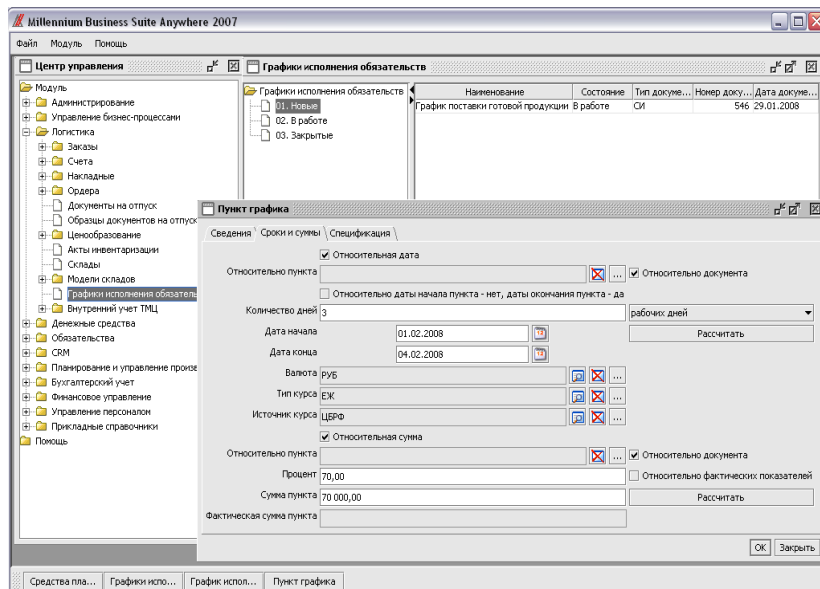 Millennium Business Suite Anywhere 2007
Файл Модуль Помощь
Центр управления
Модуль
Администрирование
Управление бизнес-процессами
Логистика
Заказы
Счета
Накладные
Ордера
Документы на отпуск
Образцы документов на отпуск
Ценообразование
Акты инвентаризации
Склады
Модели складов
Графики исполнения обязатель
Внутренний учет ТМЦ
Денежные средства
Обязательства
CRM
Планирование и управление произве
Бухгалтерский учет
Финансовое управление
Управление персоналом
Прикладные справочники
Помощь
Графики исполнения обязательств
Графики исполнения обязательств
01. Новые
02. В работе
03. Закрытые
Наименование Состояние Тип докуме... Номер доку... Дата докуме...
График поставки готовой продукции В работе СИ 546 29.01.2008
Пункт графика
Сведения Сроки и суммы Спецификация
Относительная дата
Относительно пункта ... Относительно документа
Относительно даты начала пункта - нет, даты окончания пункта - да
Количество дней 3 рабочих дней
Дата начала 01.02.2008 Рассчитать
Дата конца 04.02.2008
Валюта РУБ ...
Тип курса ЕЖ ...
Источник курса ЦБРФ ...
Относительная сумма
Относительно пункта ... Относительно документа
Процент 70,00 Относительно фактических показателей
Сумма пункта 70 000,00 Рассчитать
Фактическая сумма пункта
OK Закрыть
Средства пла... Графики испо... График испол... Пункт графика